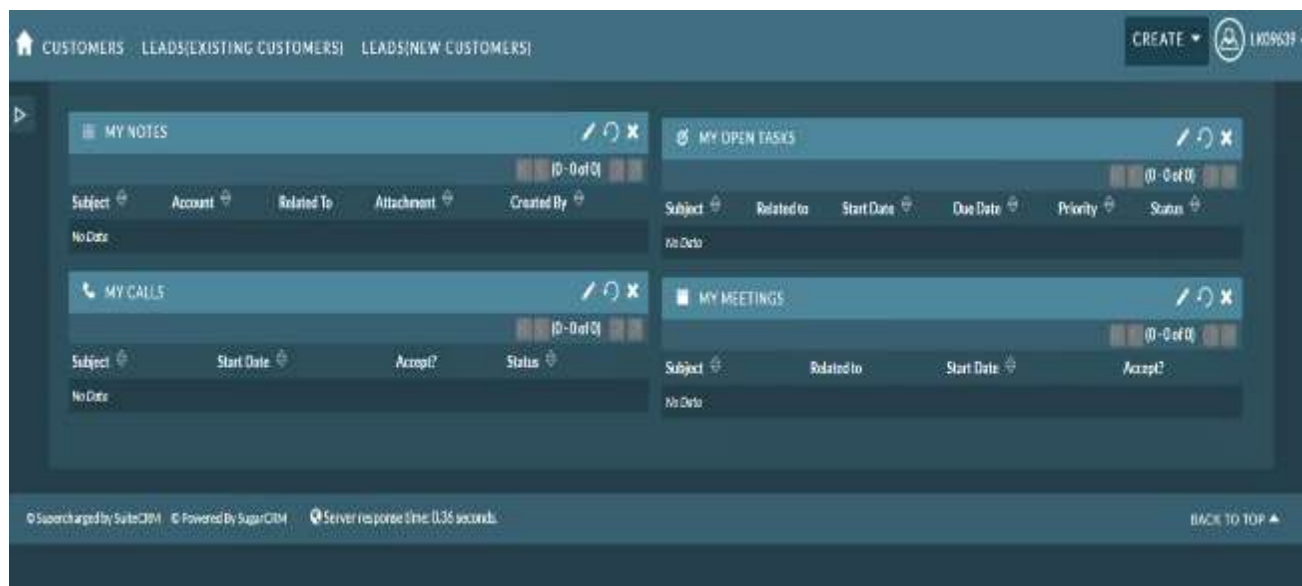 CUSTOMERS LEADS(EXISTING CUSTOMERS) LEADS(NEW CUSTOMERS)
CREATE LK09639
MY NOTES
(0 - 0 of 0)
Subject Account Related To Attachment Created By
No Data
MY OPEN TASKS
(0 - 0 of 0)
Subject Related to Start Date Due Date Priority Status
No Data
MY CALLS
(0 - 0 of 0)
Subject Start Date Accept? Status
No Data
MY MEETINGS
(0 - 0 of 0)
Subject Related to Start Date Accept?
No Data
© Supercharged by SuiteCRM © Powered By SugarCRM Server response time: 0.36 seconds.
BACK TO TOP